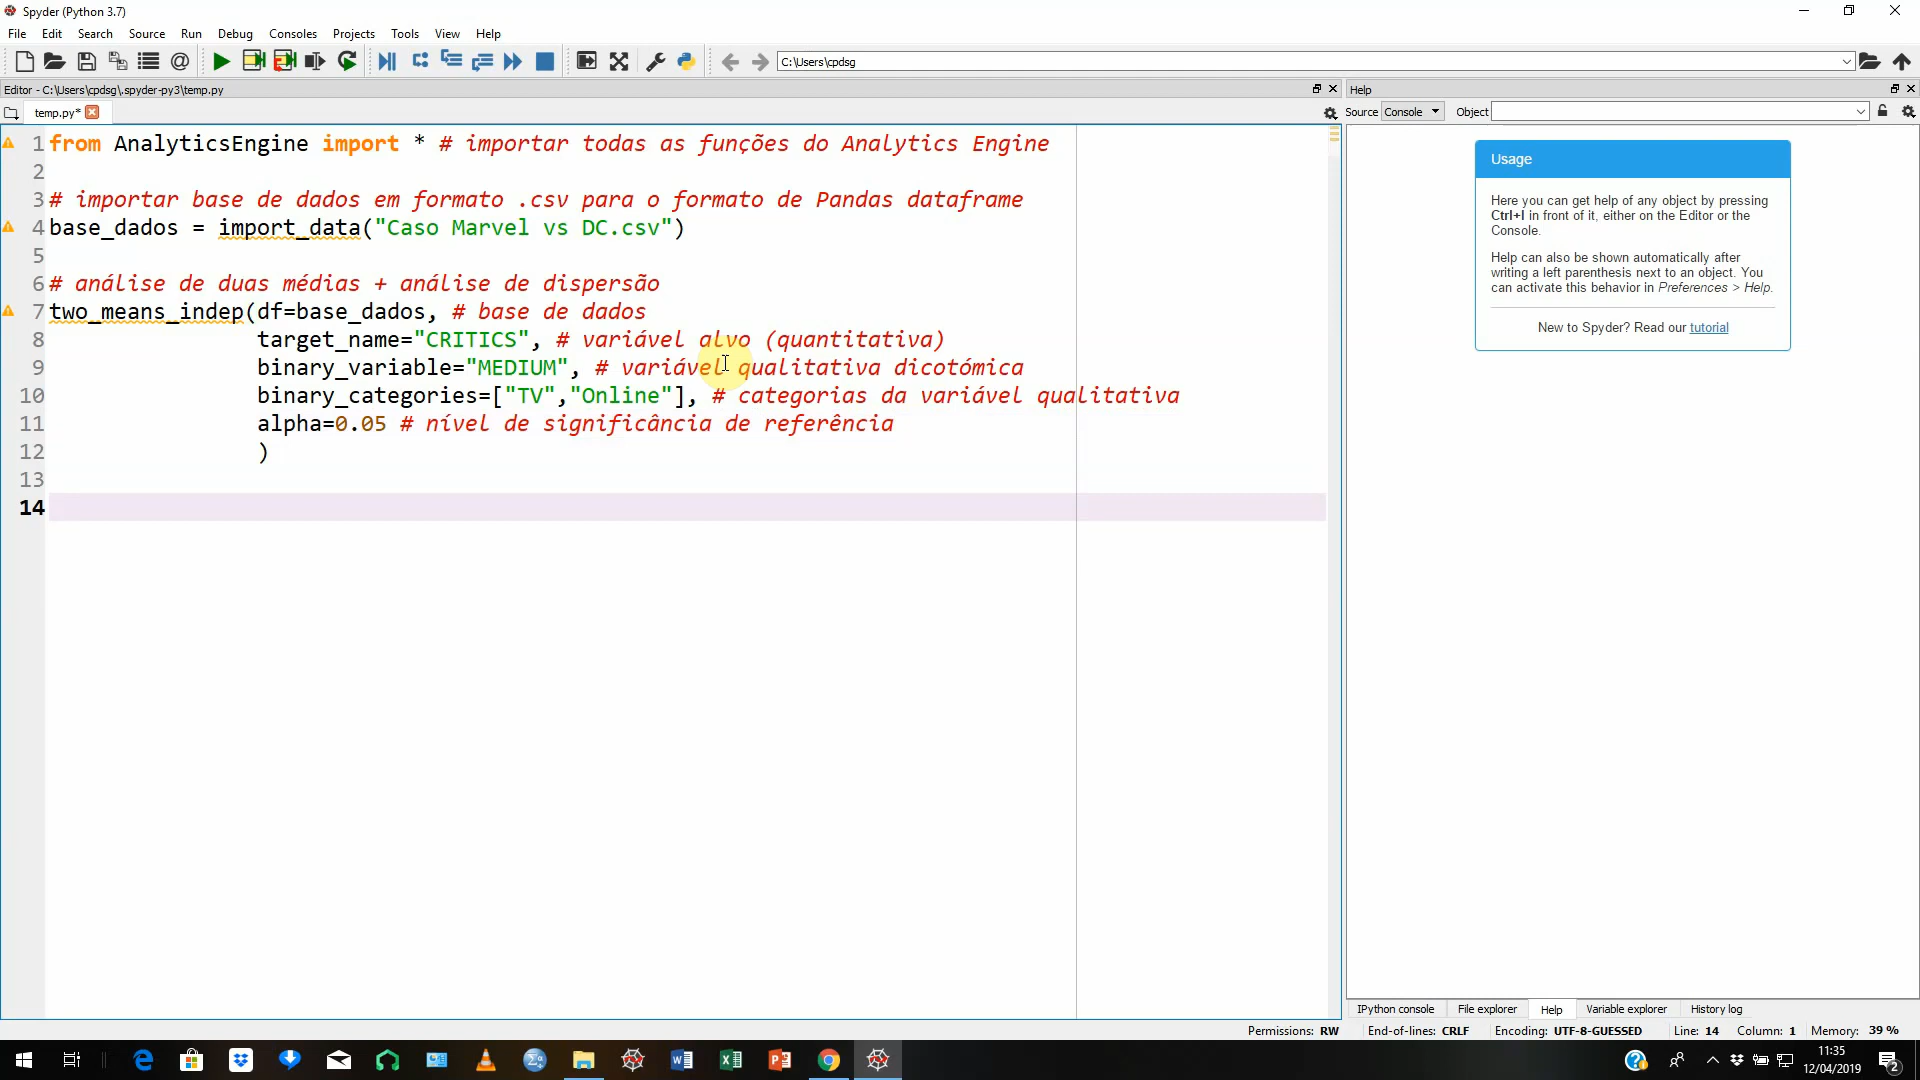 Spyder (Python 3.7)
File Edit Search Source Run Debug Consoles Projects Tools View Help
C:\Users\cpdsg
Editor - C:\Users\cpdsg\.spyder-py3\temp.py
Help
temp.py*
Source Console Object
1 from AnalyticsEngine import * # importar todas as funções do Analytics Engine
2
3 # importar base de dados em formato .csv para o formato de Pandas dataframe
4 base_dados = import_data("Caso Marvel vs DC.csv")
5
6 # análise de duas médias + análise de dispersão
7 two_means_indep(df=base_dados, # base de dados
8 target_name="CRITICS", # variável alvo (quantitativa)
9 binary_variable="MEDIUM", # variável qualitativa dicotómica
10 binary_categories=["TV","Online"], # categorias da variável qualitativa
11 alpha=0.05 # nível de significância de referência
12 )
13
14
Usage
Here you can get help of any object by pressing
Ctrl+I in front of it, either on the Editor or the
Console.
Help can also be shown automatically after
writing a left parenthesis next to an object. You
can activate this behavior in Preferences > Help.
New to Spyder? Read our tutorial
IPython console File explorer Help Variable explorer History log
Permissions: RW End-of-lines: CRLF Encoding: UTF-8-GUESSED Line: 14 Column: 1 Memory: 39 %
11:35
12/04/2019
2